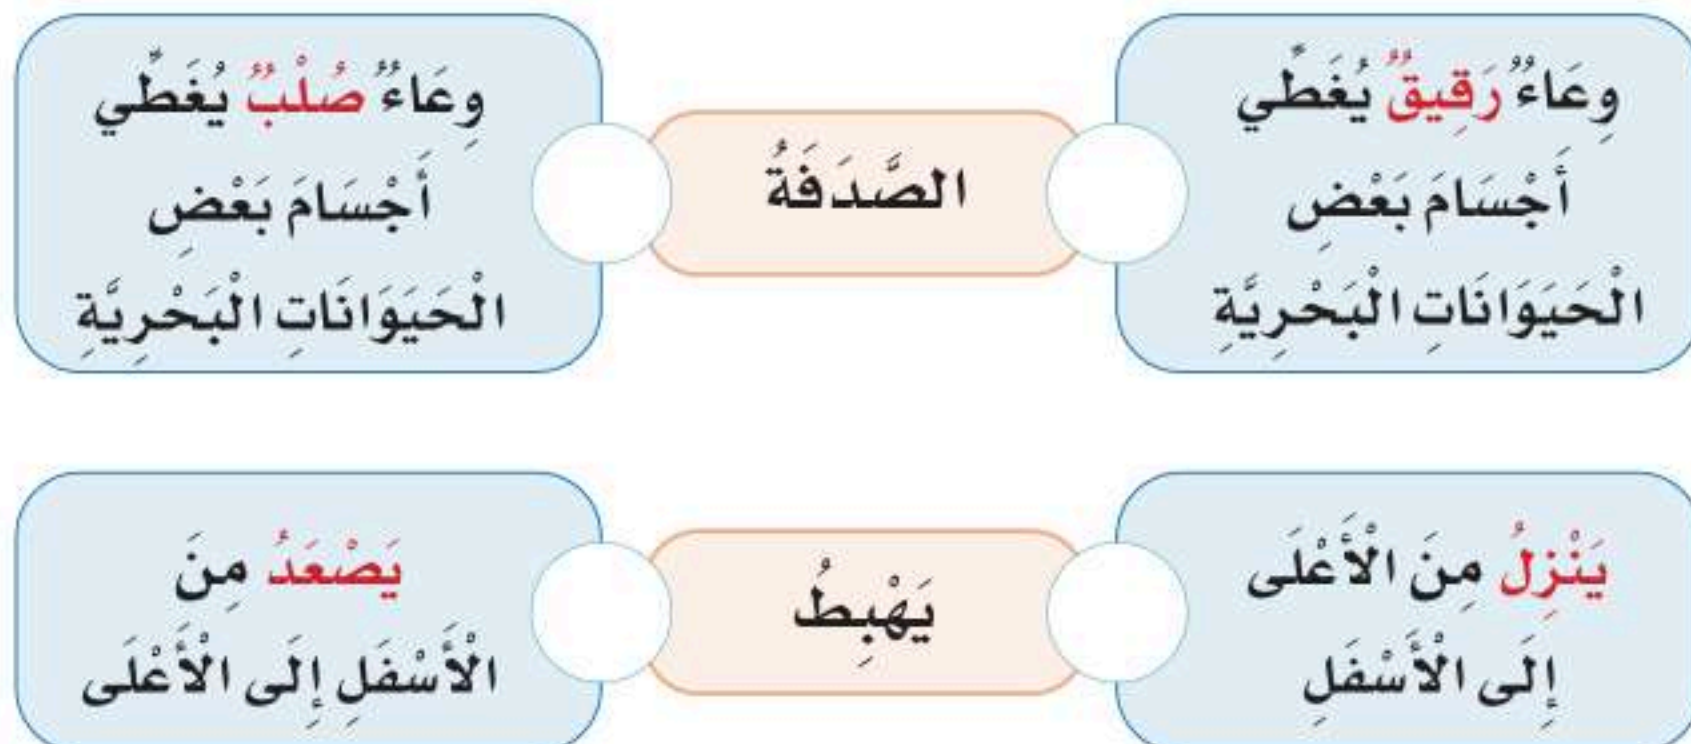 وِعَاءٌ رَقِيقٌ يُغَطِّي
أَجْسَامَ بَعْضِ
الْحَيَوَانَاتِ الْبَحْرِيَّةِ
الصَّدَفَةُ
وِعَاءٌ صُلْبٌ يُغَطِّي
أَجْسَامَ بَعْضِ
الْحَيَوَانَاتِ الْبَحْرِيَّةِ
يَنْزِلُ مِنَ الْأَعْلَى
إِلَى الْأَسْفَلِ
يَهْبِطُ
يَصْعَدُ مِنَ
الْأَسْفَلِ إِلَى الْأَعْلَى